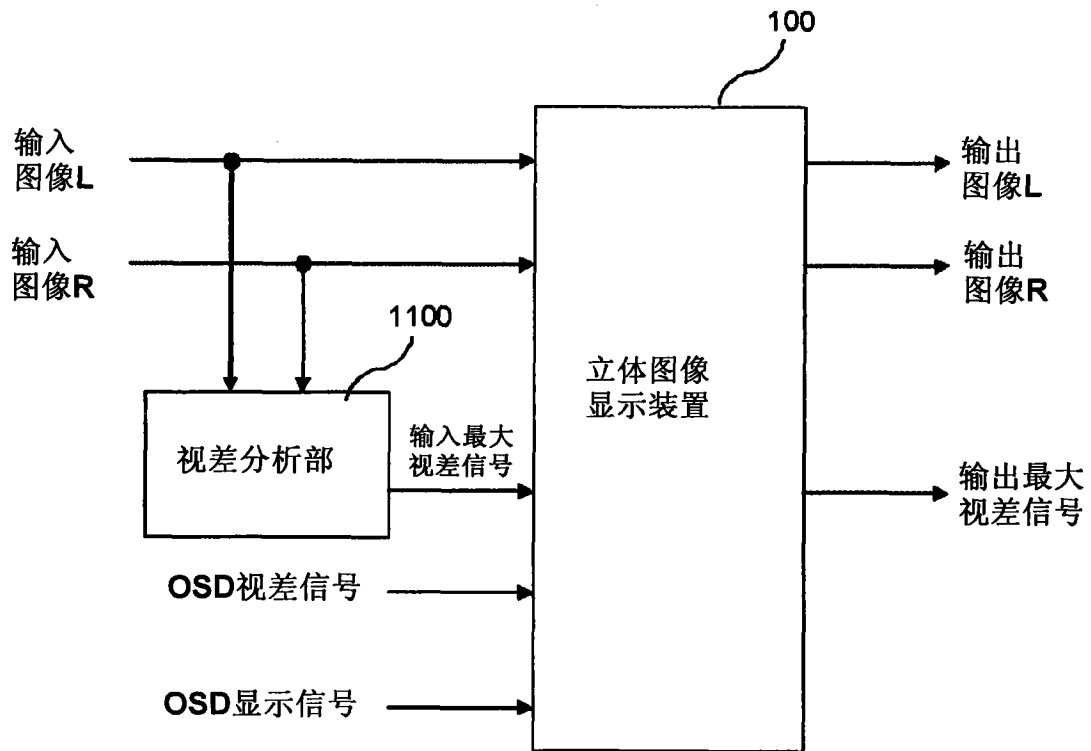 100
输入
图像L
输出
图像L
输入
图像R
输出
图像R
1100
立体图像
显示装置
视差分析部
输入最大
视差信号
输出最大
视差信号
OSD视差信号
OSD显示信号